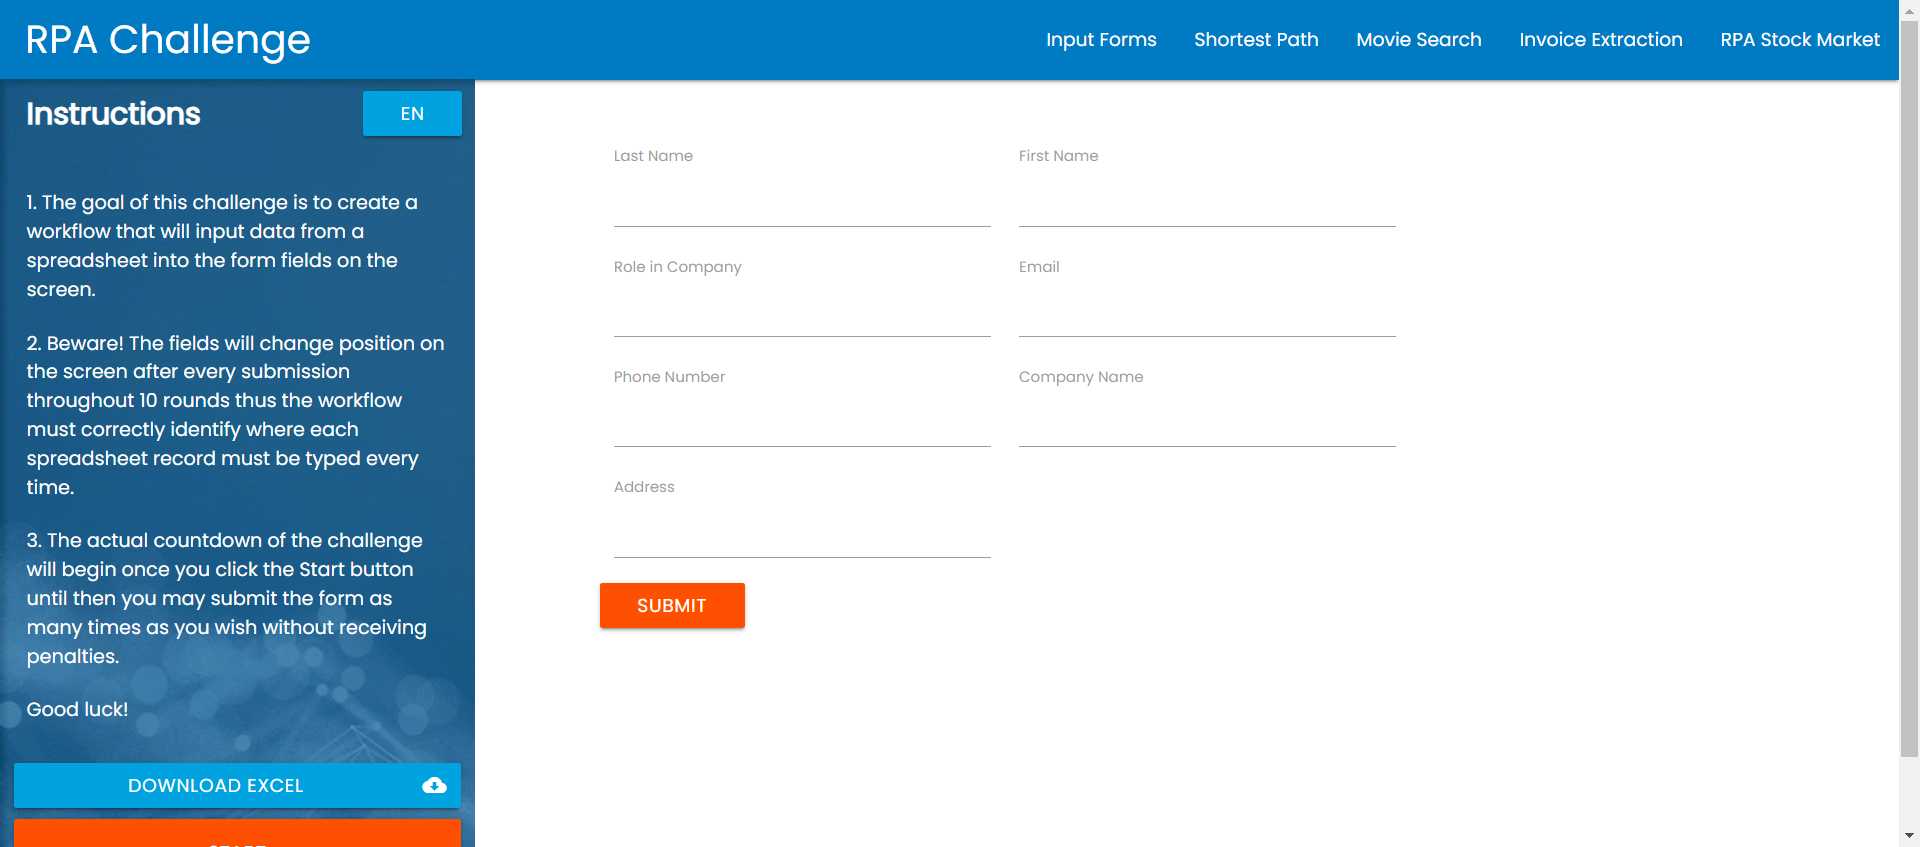 RPA Challenge
Input Forms
Shortest Path
Movie Search
Invoice Extraction
RPA Stock Market
Instructions
EN
1. The goal of this challenge is to create a
workflow that will input data from a
spreadsheet into the form fields on the
screen.
2. Beware! The fields will change position on
the screen after every submission
throughout 10 rounds thus the workflow
must correctly identify where each
spreadsheet record must be typed every
time.
3. The actual countdown of the challenge
will begin once you click the Start button
until then you may submit the form as
many times as you wish without receiving
penalties.
Good luck!
DOWNLOAD EXCEL
Last Name
First Name
Role in Company
Email
Phone Number
Company Name
Address
SUBMIT